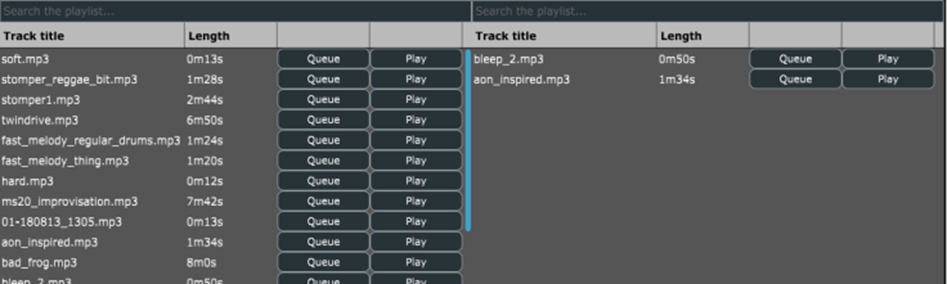 Search the playlist...
Track title Length
soft.mp3 0m13s Queue Play
stomper_reggae_bit.mp3 1m28s Queue Play
stomper1.mp3 2m44s Queue Play
twindrive.mp3 6m50s Queue Play
fast_melody_regular_drums.mp3 1m24s Queue Play
fast_melody_thing.mp3 1m20s Queue Play
hard.mp3 0m12s Queue Play
ms20_improvisation.mp3 7m42s Queue Play
01-180813_1305.mp3 0m13s Queue Play
aon_inspired.mp3 1m34s Queue Play
bad_frog.mp3 8m0s Queue Play
bleep_2.mp3 0m50s Queue Play
Search the playlist...
Track title Length
bleep_2.mp3 0m50s Queue Play
aon_inspired.mp3 1m34s Queue Play